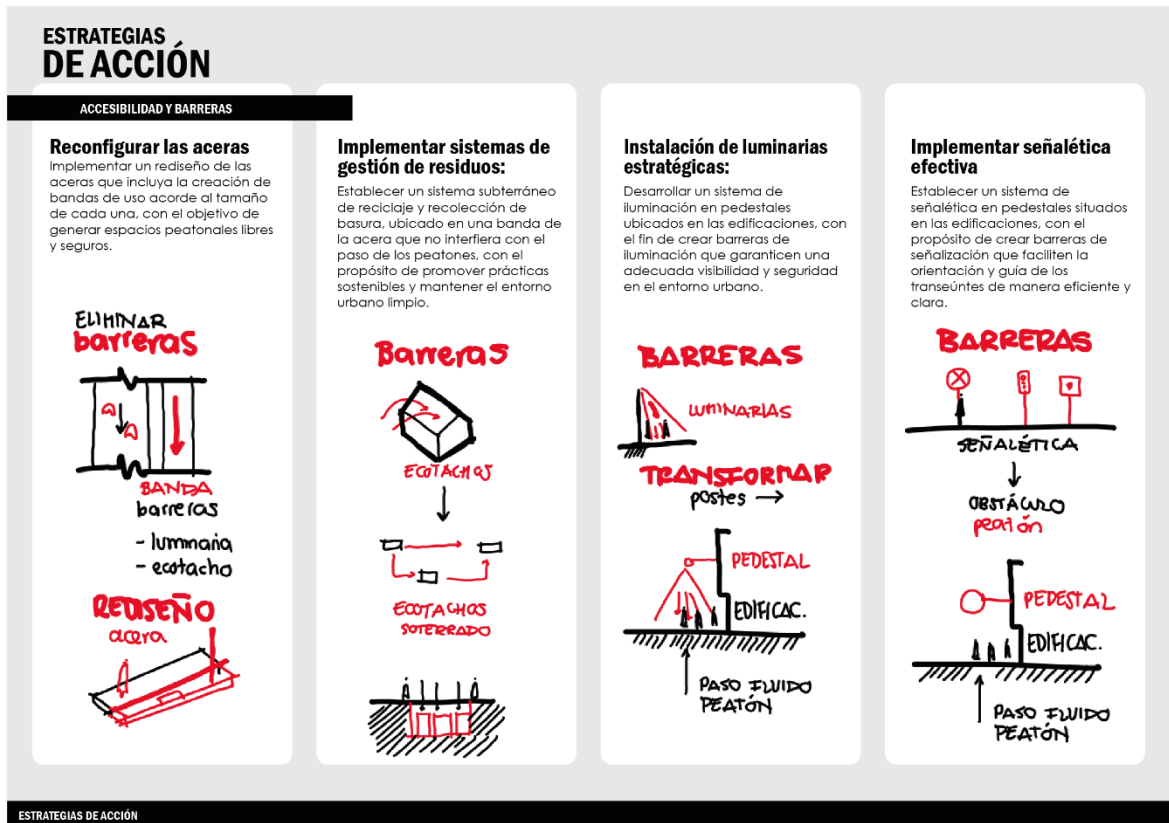 ESTRATEGIAS
DE ACCIÓN
ACCESIBILIDAD Y BARRERAS
Reconfigurar las aceras
Implementar un rediseño de las
aceras que incluya la creación de
bandas de uso acorde al tamaño
de cada una, con el objetivo de
generar espacios peatonales libres
y seguros.
ELIMINAR
barreras
BANDA
barreras
- luminaria
- ecotacho
REDISEÑO
acera
Implementar sistemas de
gestión de residuos:
Establecer un sistema subterráneo
de reciclaje y recolección de
basura, ubicado en una banda de
la acera que no interfiera con el
paso de los peatones, con el
propósito de promover prácticas
sostenibles y mantener el entorno
urbano limpio.
Barreras
ECOTACHOS
ECOTACHOS
SOTERRADO
Instalación de luminarias
estratégicas:
Desarrollar un sistema de
iluminación en pedestales
ubicados en las edificaciones, con
el fin de crear barreras de
iluminación que garanticen una
adecuada visibilidad y seguridad
en el entorno urbano.
BARRERAS
LUMINARIAS
TRANSFORMAR
postes →
PEDESTAL
EDIFICAC.
PASO FLUIDO
PEATÓN
Implementar señalética
efectiva
Establecer un sistema de
señalética en pedestales situados
en las edificaciones, con el
propósito de crear barreras de
señalización que faciliten la
orientación y guía de los
transeúntes de manera eficiente y
clara.
BARRERAS
SEÑALÉTICA
OBSTÁCULO
peatón
PEDESTAL
EDIFICAC.
PASO FLUIDO
PEATÓN
ESTRATEGIAS DE ACCIÓN